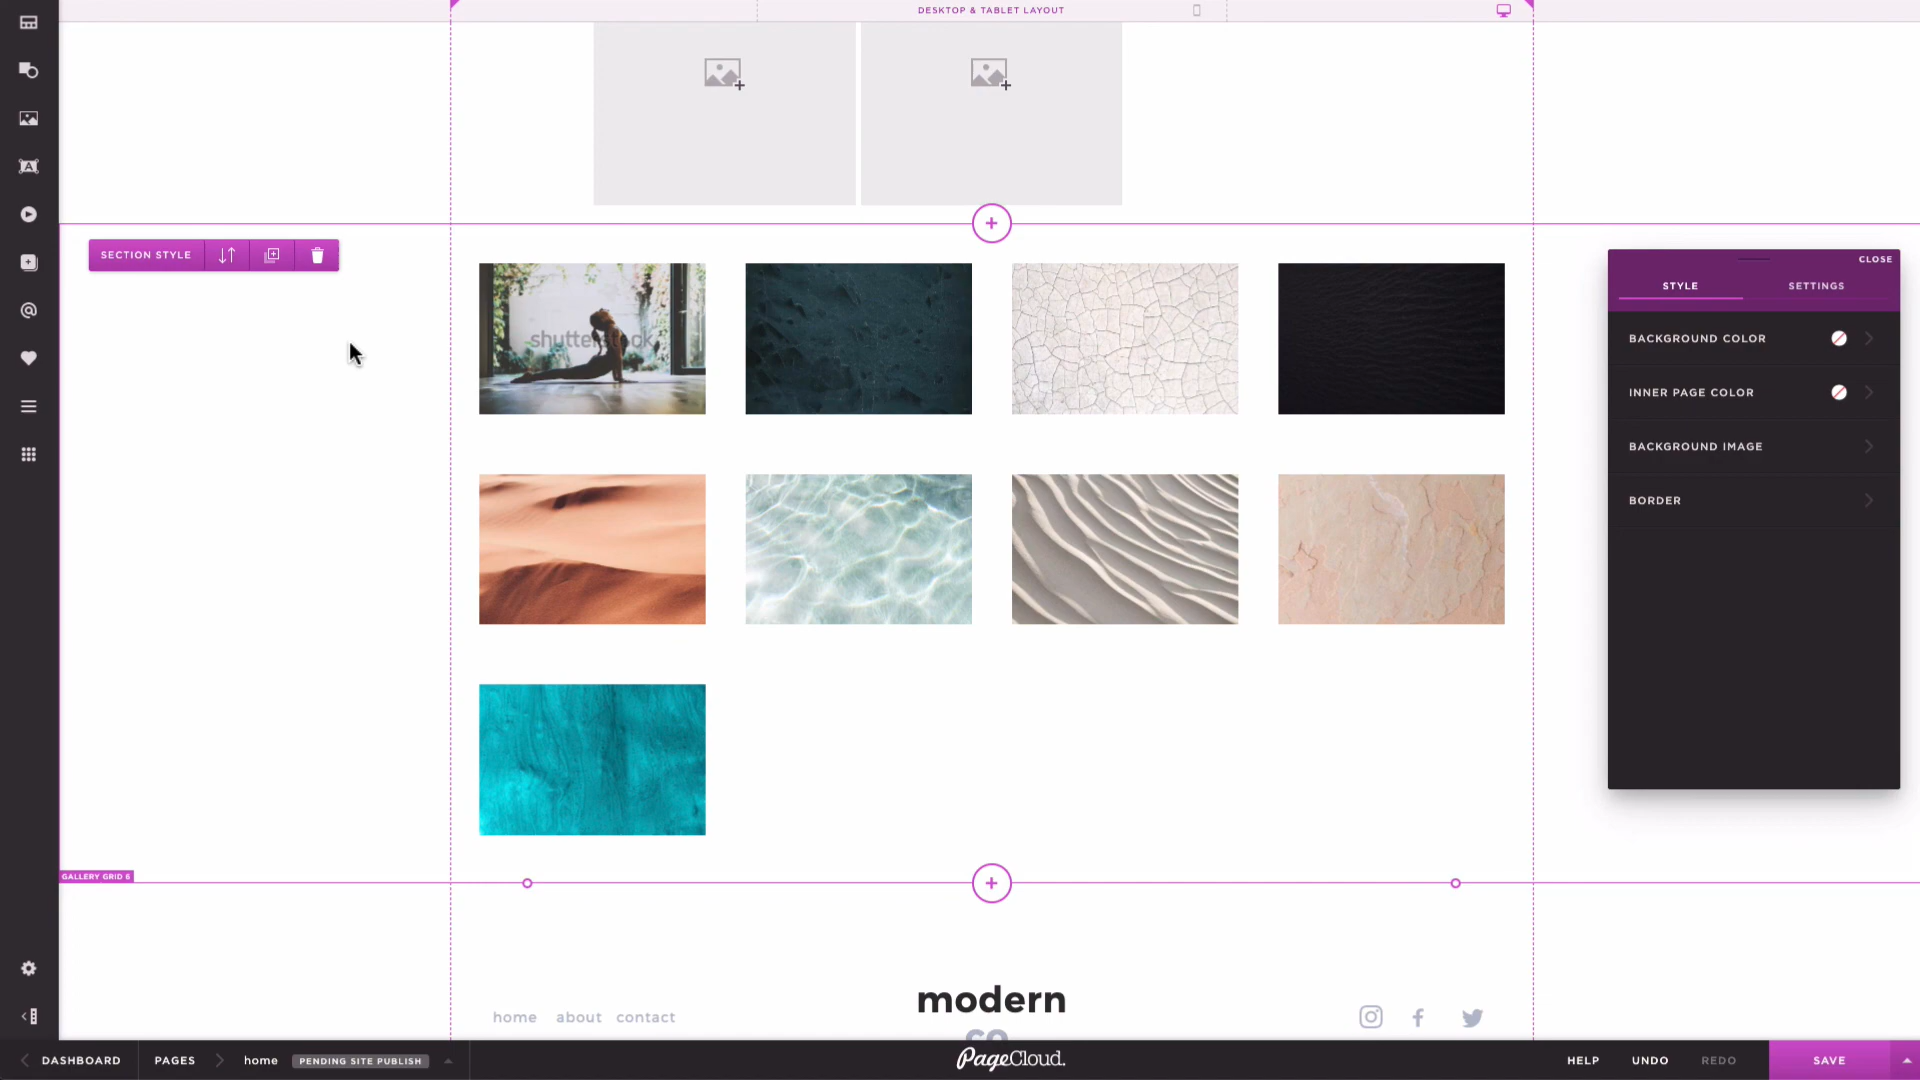 DESKTOP & TABLET LAYOUT
SECTION STYLE
shutterstock
CLOSE
STYLE
SETTINGS
BACKGROUND COLOR
INNER PAGE COLOR
BACKGROUND IMAGE
BORDER
GALLERY GRID 6
modern
co
home about contact
DASHBOARD
PAGES
home
PENDING SITE PUBLISH
PageCloud.
HELP
UNDO
REDO
SAVE